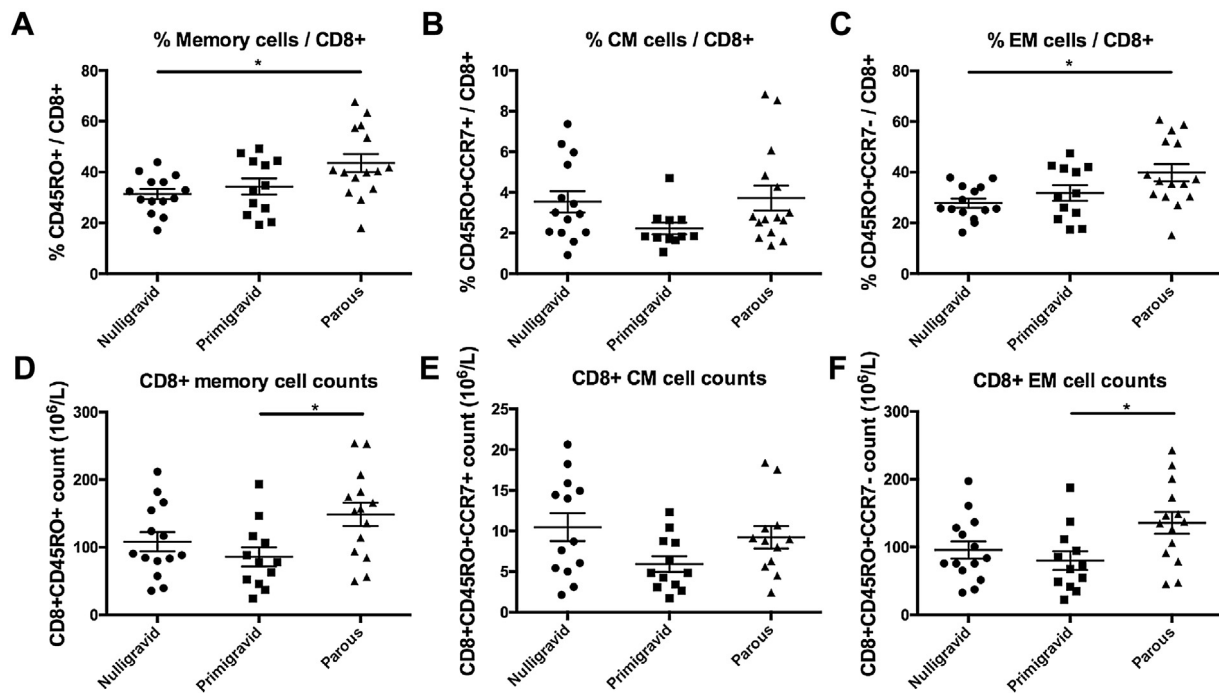 A
% Memory cells / CD8+
*
% CD45RO+ / CD8+
80
60
40
20
0
Nulligravid
Primigravid
Parous
B
% CM cells / CD8+
% CD45RO+CCR7+ / CD8+
10
8
6
4
2
0
Nulligravid
Primigravid
Parous
C
% EM cells / CD8+
*
% CD45RO+CCR7- / CD8+
80
60
40
20
0
Nulligravid
Primigravid
Parous
D
CD8+ memory cell counts
*
CD8+CD45RO+ count (10⁶/L)
300
200
100
0
Nulligravid
Primigravid
Parous
E
CD8+ CM cell counts
CD8+CD45RO+CCR7+ count (10⁶/L)
25
20
15
10
5
0
Nulligravid
Primigravid
Parous
F
CD8+ EM cell counts
*
CD8+CD45RO+CCR7- count (10⁶/L)
300
200
100
0
Nulligravid
Primigravid
Parous